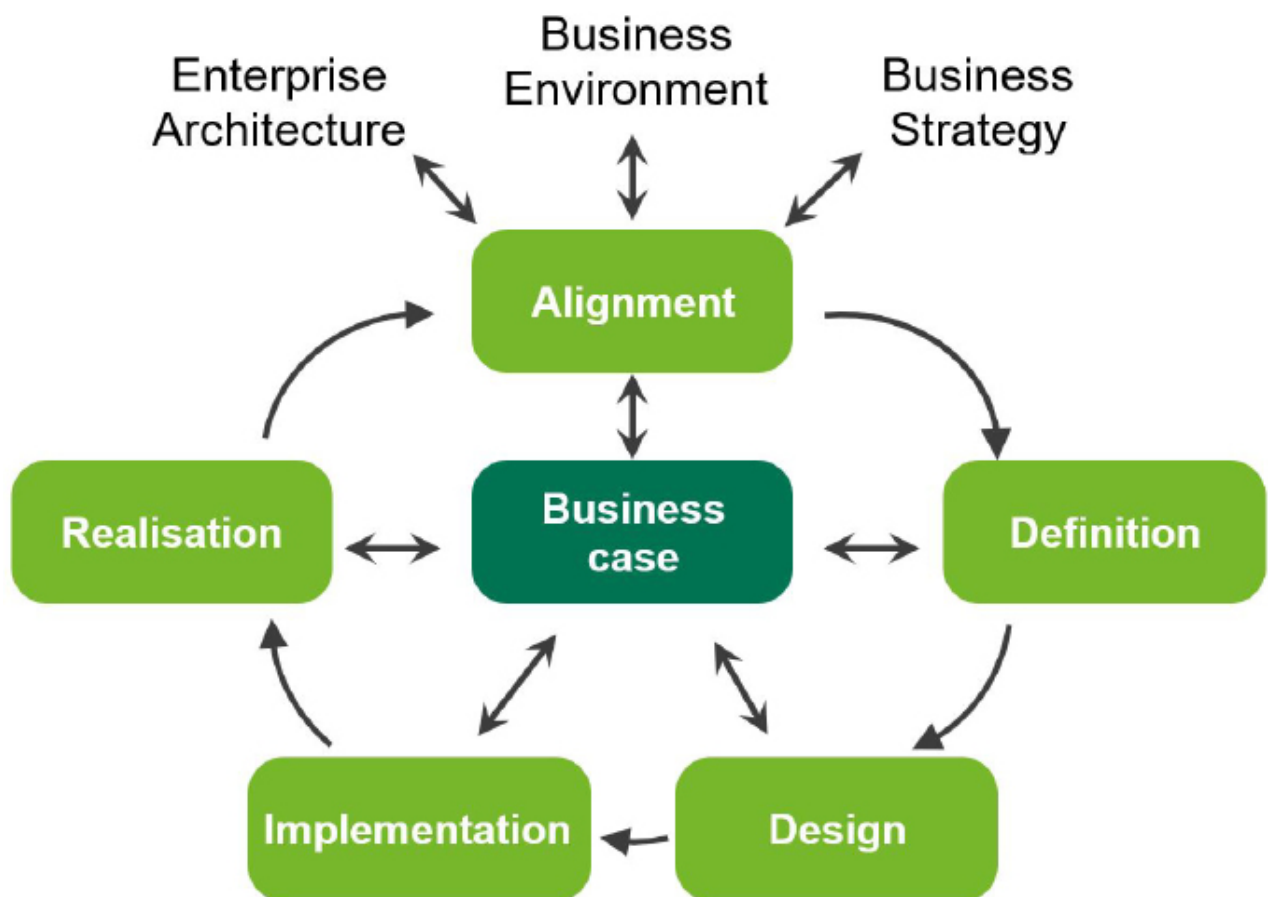 Enterprise
Architecture
Business
Environment
Business
Strategy
Alignment
Realisation
Business
case
Definition
Implementation
Design